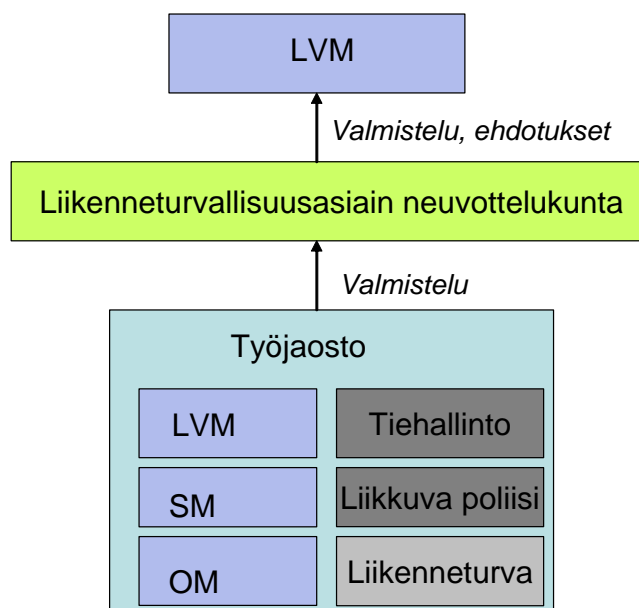 LVM
Valmistelu, ehdotukset
Liikenneturvallisuusasiain neuvottelukunta
Valmistelu
Työjaosto
LVM
Tiehallinto
SM
Liikkuva poliisi
OM
Liikenneturva